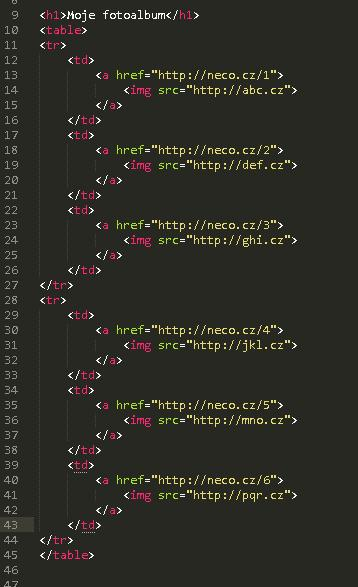 8
9 <h1>Moje fotoalbum</h1>
10 <table>
11 <tr>
12 <td>
13 <a href="http://neco.cz/1">
14 <img src="http://abc.cz">
15 </a>
16 </td>
17 <td>
18 <a href="http://neco.cz/2">
19 <img src="http://def.cz">
20 </a>
21 </td>
22 <td>
23 <a href="http://neco.cz/3">
24 <img src="http://ghi.cz">
25 </a>
26 </td>
27 </tr>
28 <tr>
29 <td>
30 <a href="http://neco.cz/4">
31 <img src="http://jkl.cz">
32 </a>
33 </td>
34 <td>
35 <a href="http://neco.cz/5">
36 <img src="http://mno.cz">
37 </a>
38 </td>
39 <td>
40 <a href="http://neco.cz/6">
41 <img src="http://pqr.cz">
42 </a>
43 </td>
44 </tr>
45 </table>
46
47